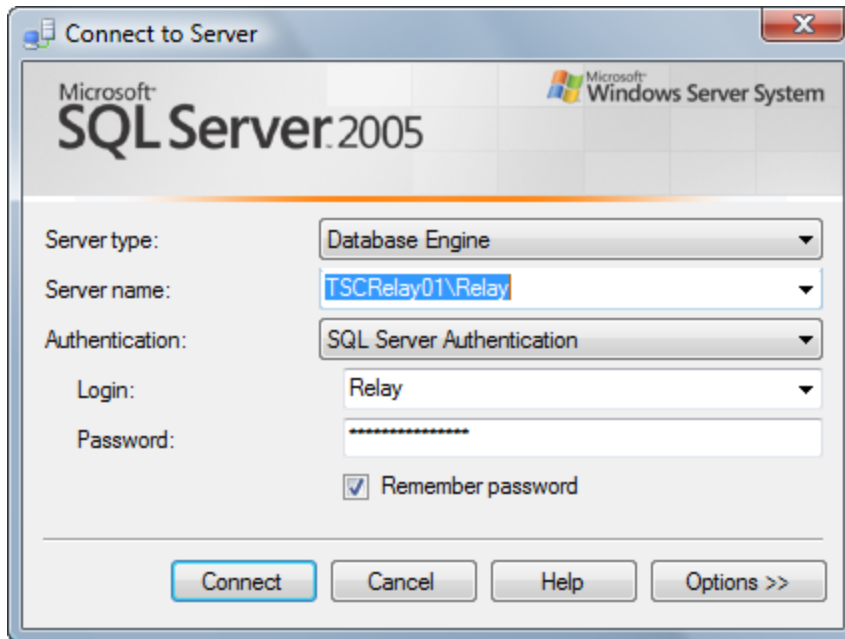 Connect to Server
Microsoft
SQL Server 2005
Microsoft
Windows Server System
Server type: Database Engine
Server name: TSCRelay01\Relay
Authentication: SQL Server Authentication
Login: Relay
Password: ***************
Remember password
Connect Cancel Help Options >>